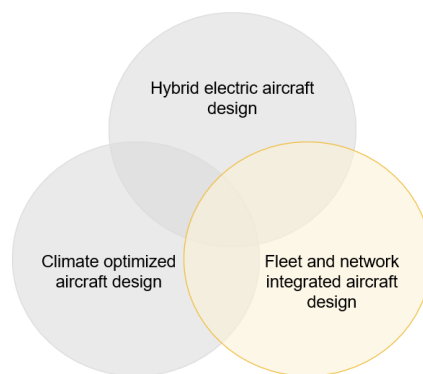 Hybrid electric aircraft
design
Climate optimized
aircraft design
Fleet and network
integrated aircraft
design